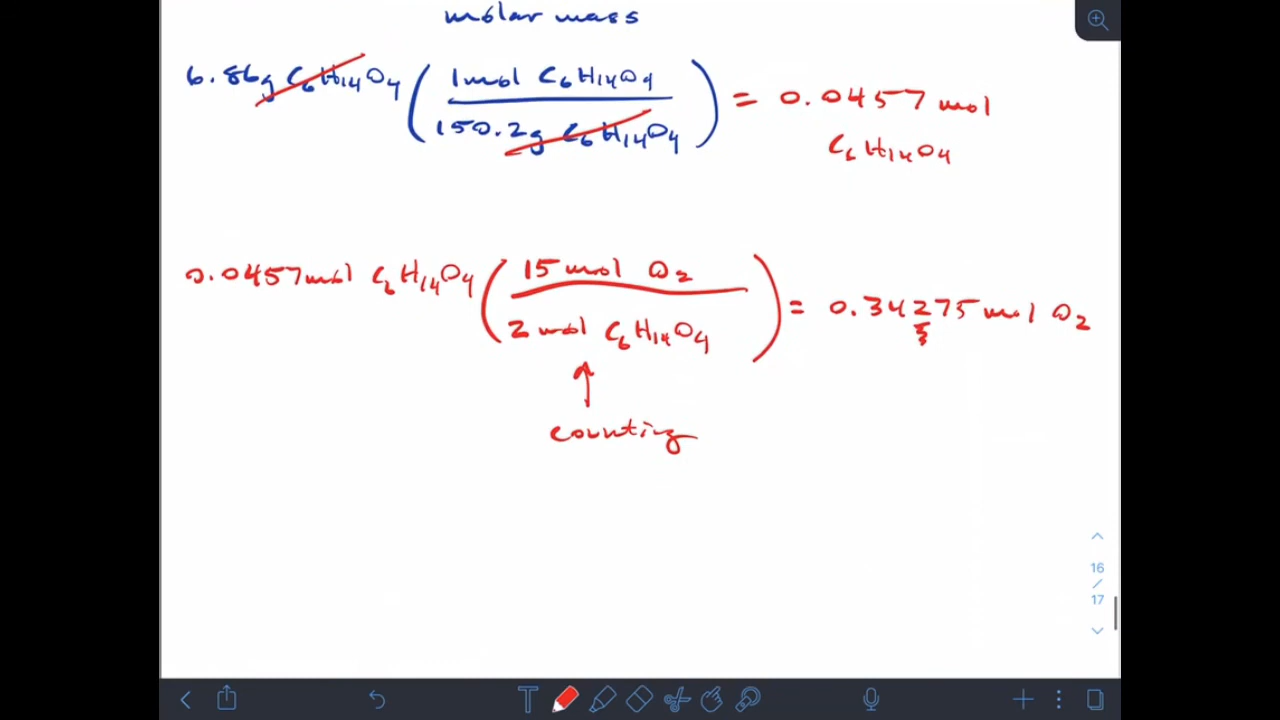 molar mass
6.86g C6H14O4 ( 1mol C6H14O4 / 150.2g C6H14O4 ) = 0.0457 mol
C6H14O4
0.0457mol C6H14O4 ( 15 mol O2 / 2 mol C6H14O4 ) = 0.34275 mol O2
counting
16
/
17
T